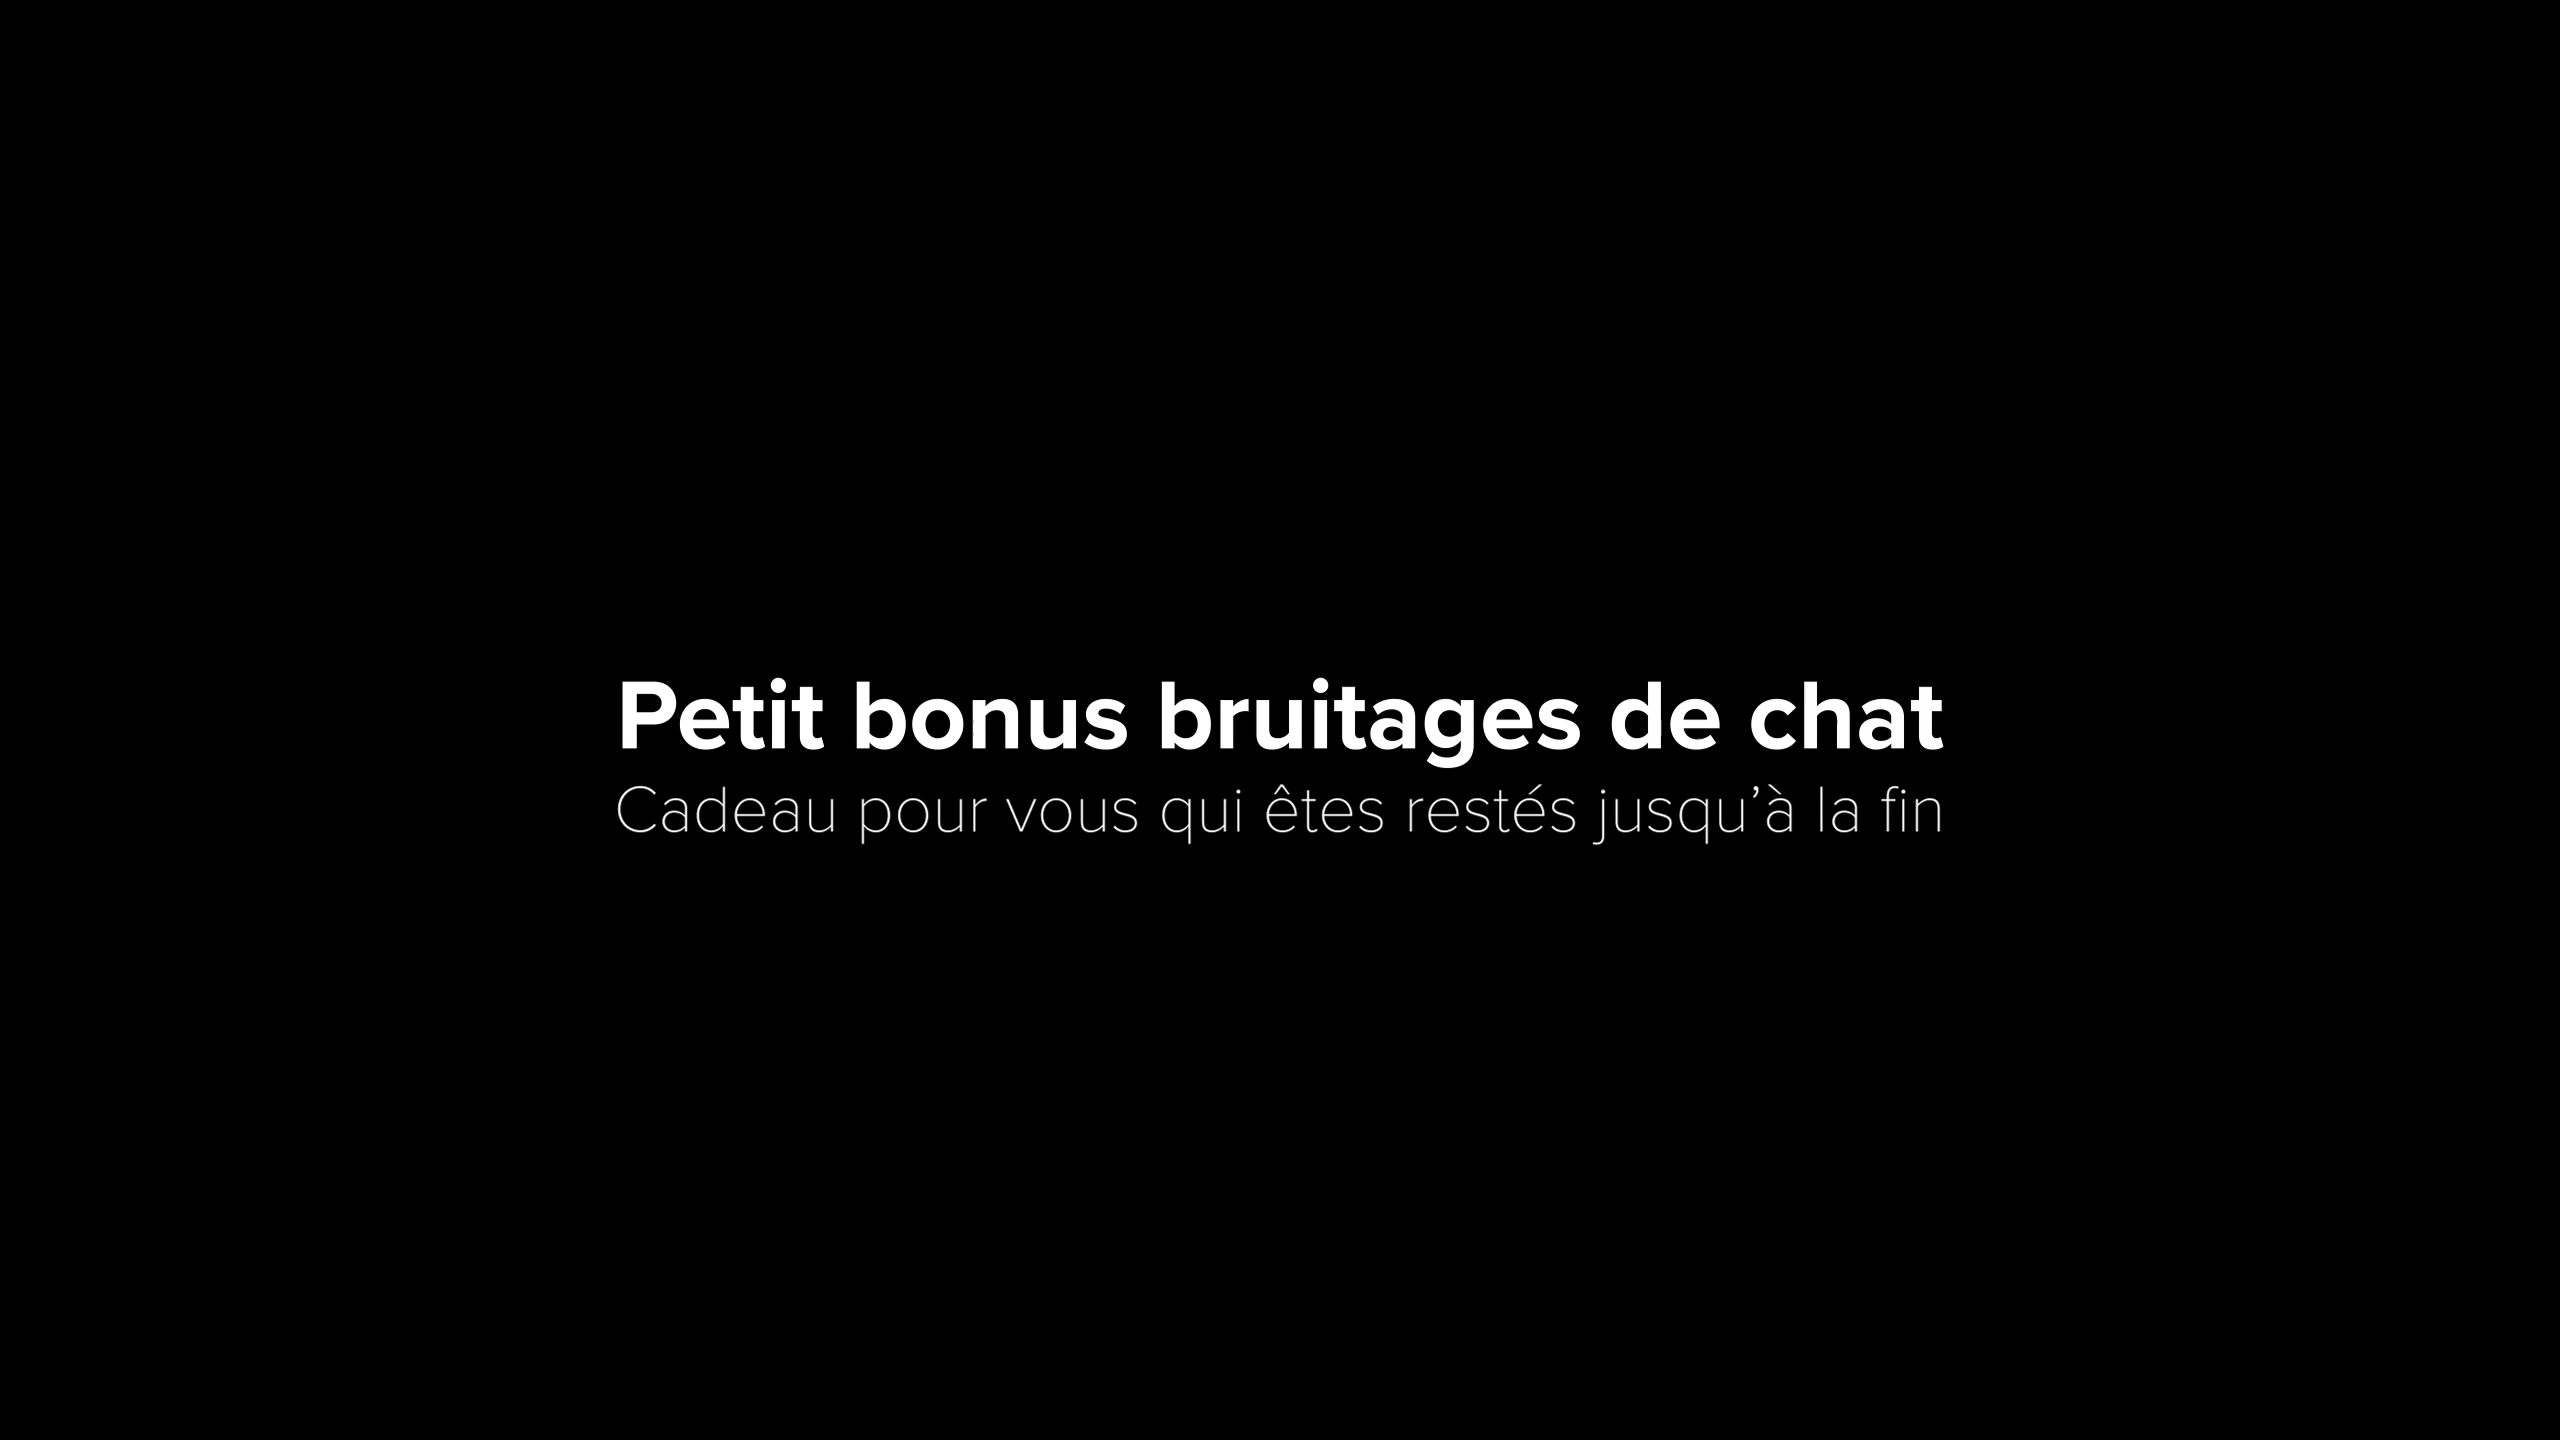 Petit bonus bruitages de chat
Cadeau pour vous qui êtes restés jusqu’à la fin